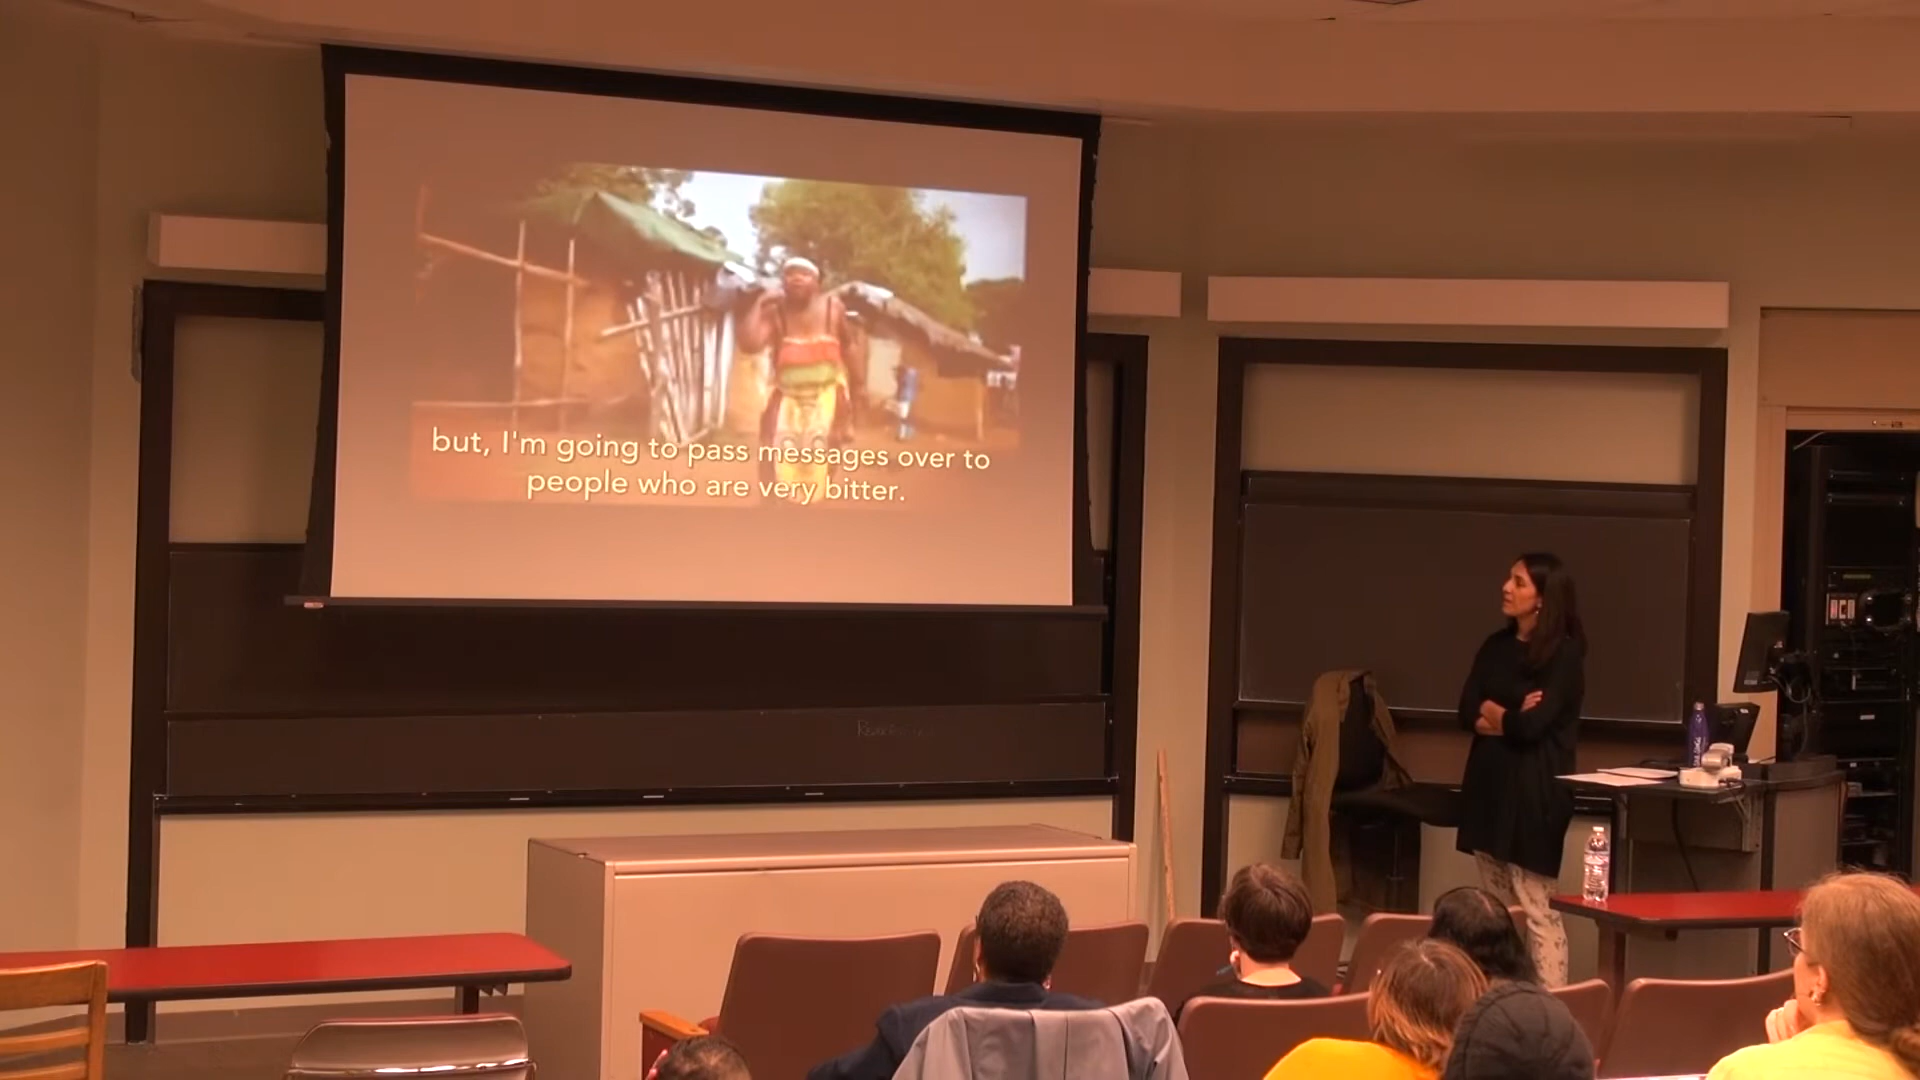 but, I'm going to pass messages over to
people who are very bitter.